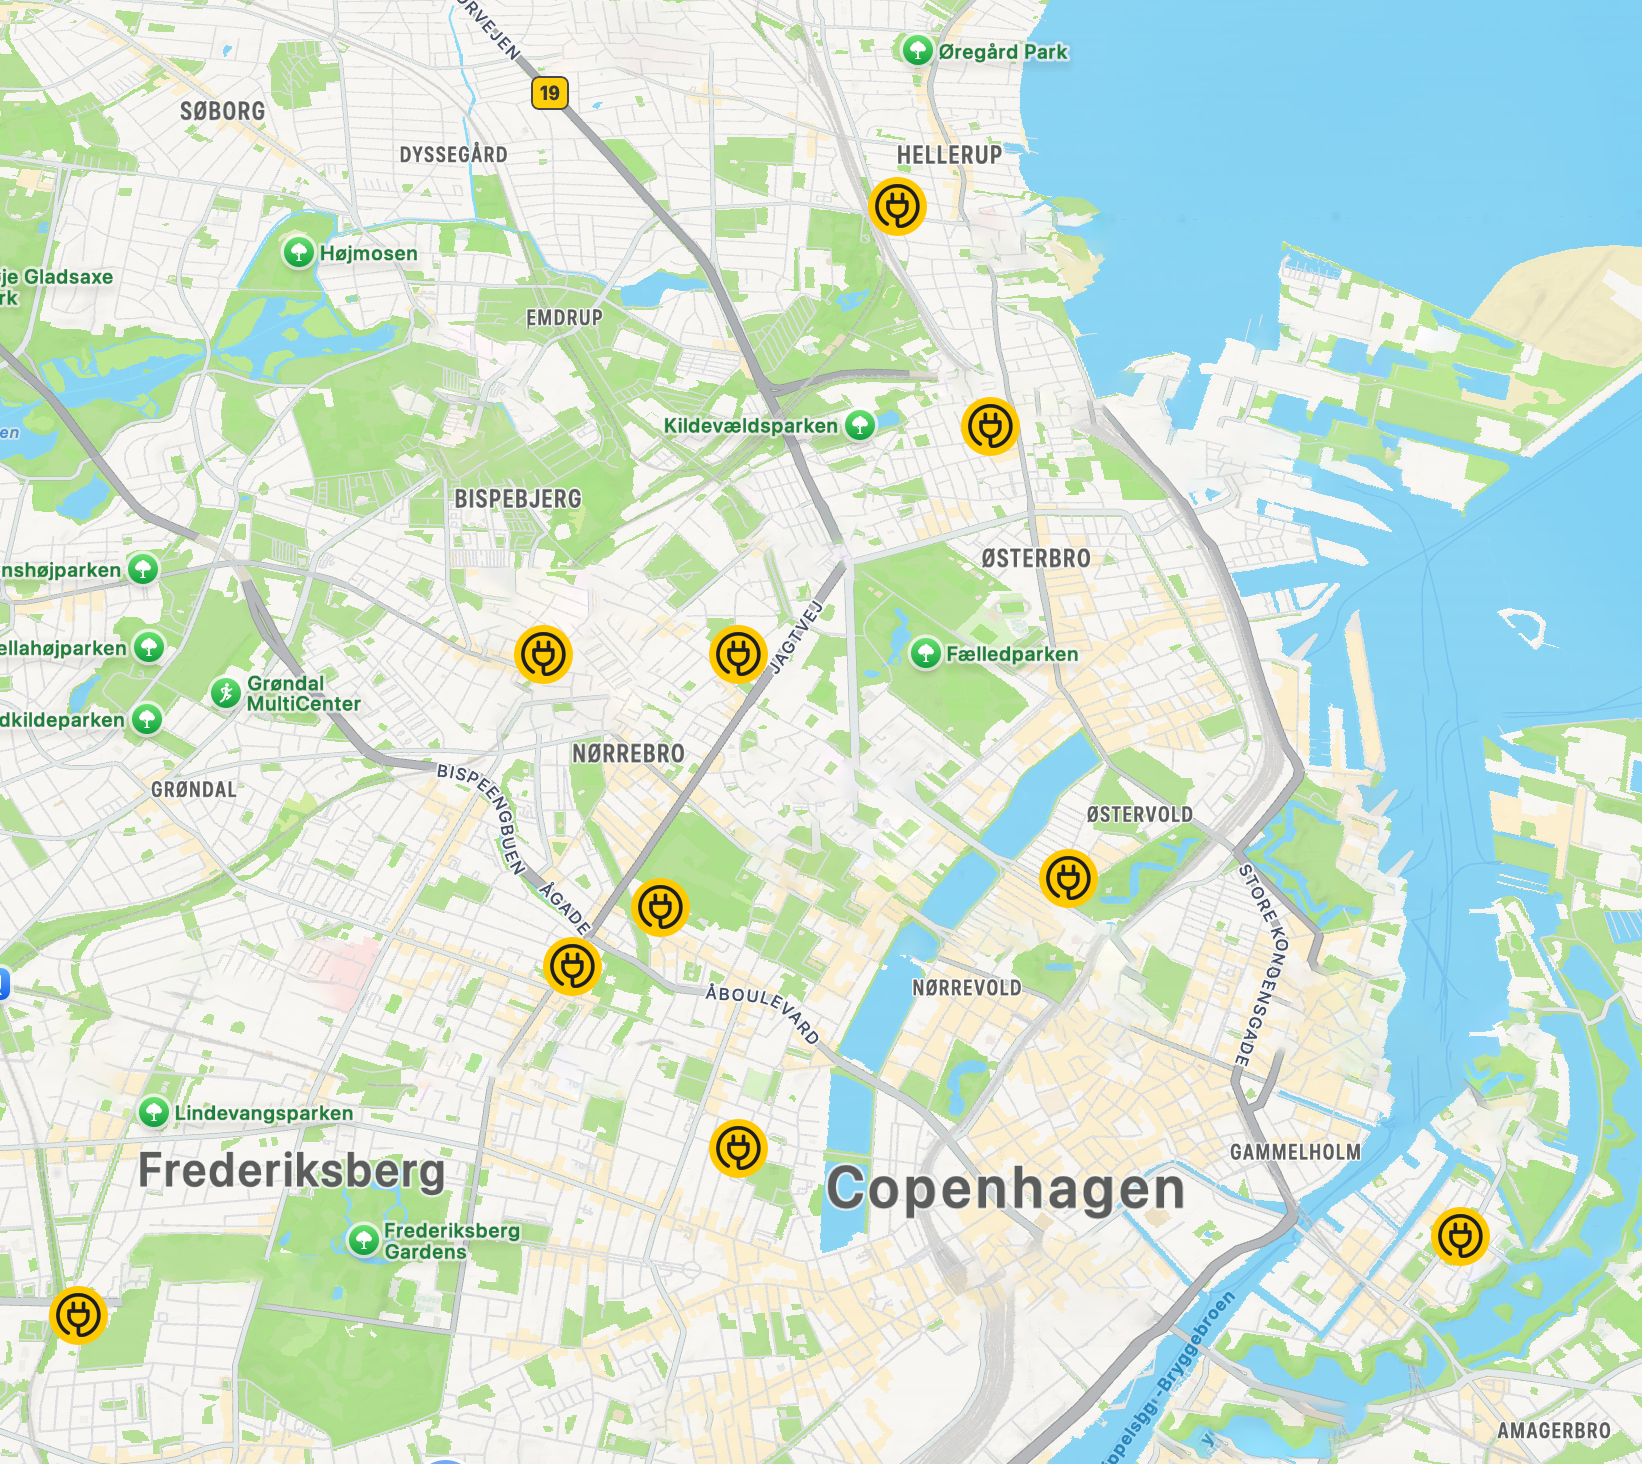 ORVEJEN
19
Øregård Park
SØBORG
DYSSEGÅRD
HELLERUP
Højmosen
je Gladsaxe
rk
EMDRUP
Kildevældsparken
en
BISPEBJERG
ØSTERBRO
nshøjparken
JAGTVEJ
ellahøjparken
Fælledparken
Grøndal
MultiCenter
dkildeparken
NØRREBRO
GRØNDAL
BISPEENGBUEN
ØSTERVOLD
ÅGADE
STORE KONGENSGADE
NØRREVOLD
ÅBOULEVARD
Lindevangsparken
Frederiksberg
GAMMELHOLM
Copenhagen
Frederiksberg
Gardens
ippelsbg.-Bryggebroen
AMAGERBRO